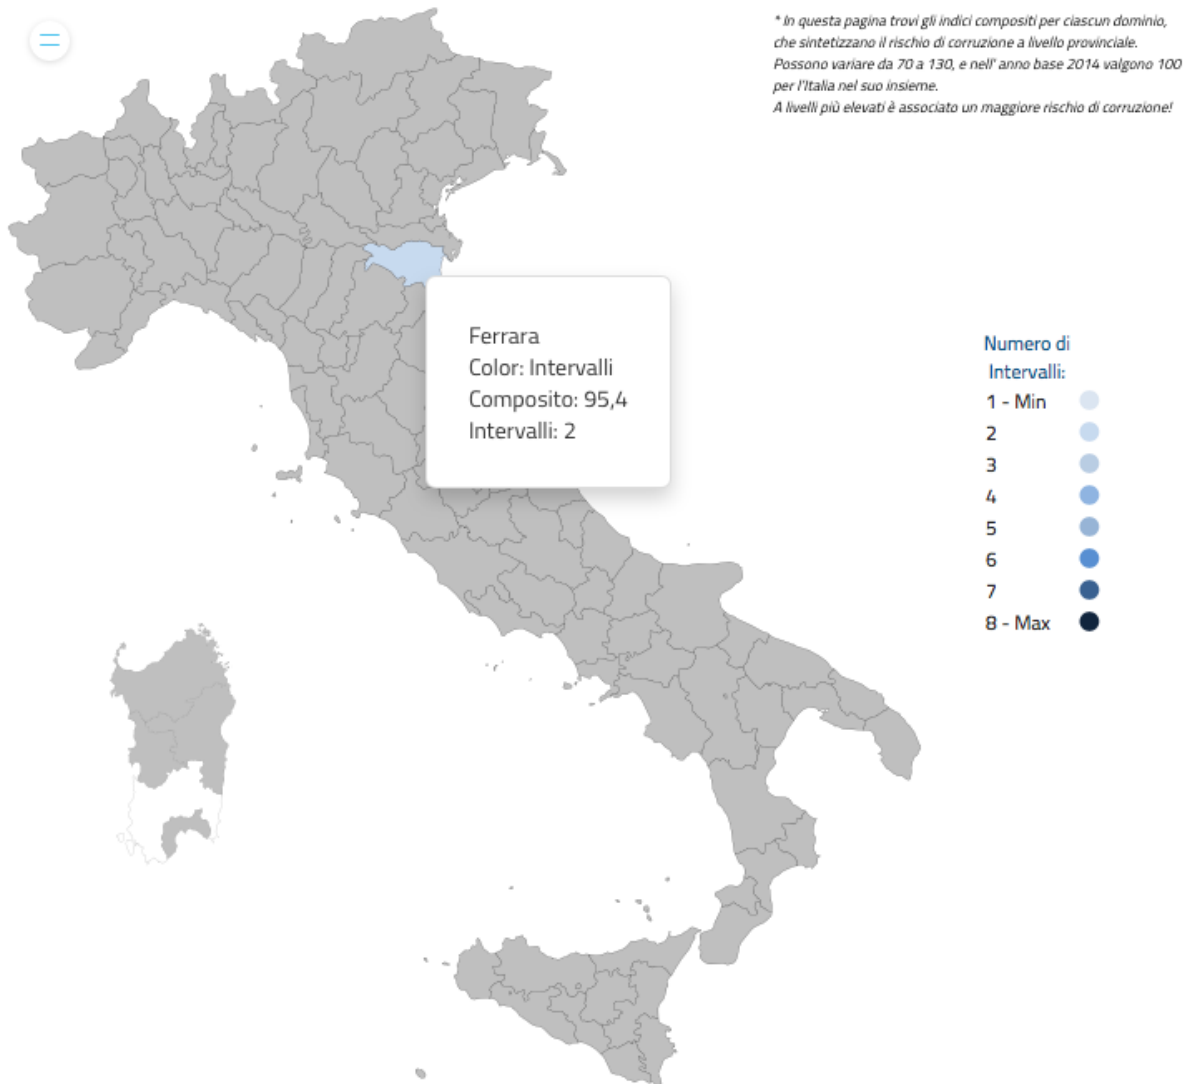 * In questa pagina trovi gli indici compositi per ciascun dominio,
che sintetizzano il rischio di corruzione a livello provinciale.
Possono variare da 70 a 130, e nell' anno base 2014 valgono 100
per l'Italia nel suo insieme.
A livelli più elevati è associato un maggiore rischio di corruzione!
Ferrara
Color: Intervalli
Composito: 95,4
Intervalli: 2
Numero di
Intervalli:
1 - Min
2
3
4
5
6
7
8 - Max